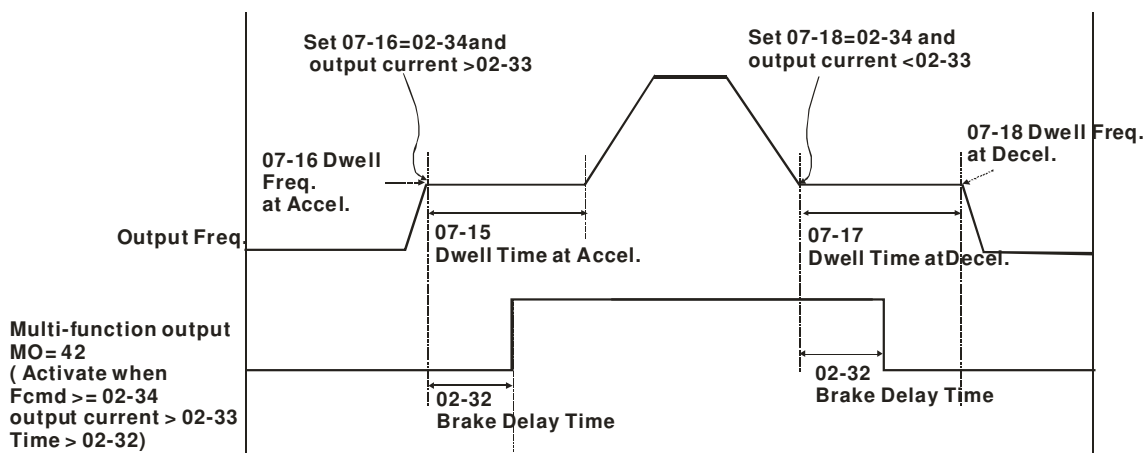 Set 07-16=02-34and
output current >02-33
Set 07-18=02-34 and
output current <02-33
07-16 Dwell
Freq.
at Accel.
07-18 Dwell Freq.
at Decel.
Output Freq.
07-15
Dwell Time at Accel.
07-17
Dwell Time atDecel.
Multi-function output
MO=42
( Activate when
Fcmd >= 02-34
output current > 02-33
Time > 02-32)
02-32
Brake Delay Time
02-32
Brake Delay Time